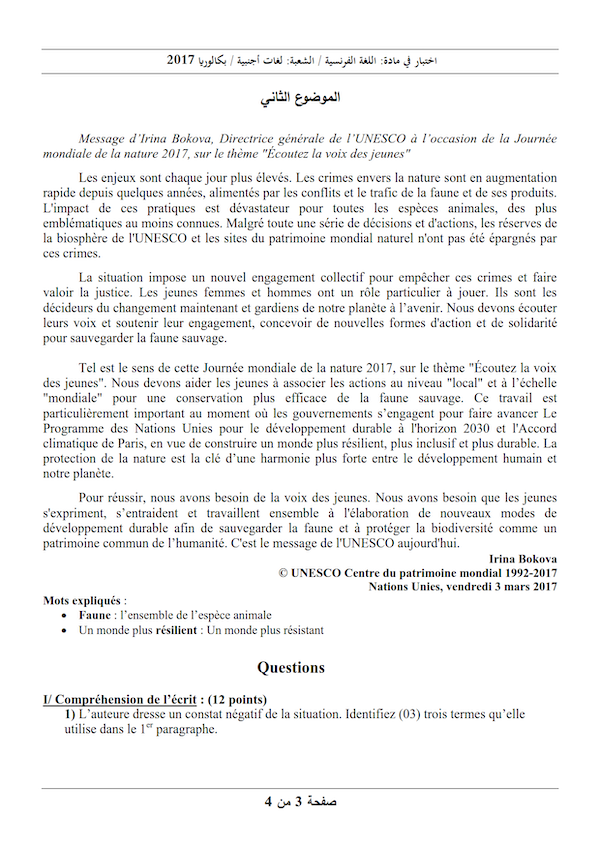 اختبار في مادة: اللغة الفرنسية / الشعبة: لغات أجنبية / بكالوريا 2017
الموضوع الثاني
Message d’Irina Bokova, Directrice générale de l’UNESCO à l’occasion de la Journée
mondiale de la nature 2017, sur le thème "Écoutez la voix des jeunes"
Les enjeux sont chaque jour plus élevés. Les crimes envers la nature sont en augmentation
rapide depuis quelques années, alimentés par les conflits et le trafic de la faune et de ses produits.
L'impact de ces pratiques est dévastateur pour toutes les espèces animales, des plus
emblématiques au moins connues. Malgré toute une série de décisions et d'actions, les réserves de
la biosphère de l'UNESCO et les sites du patrimoine mondial naturel n'ont pas été épargnés par
ces crimes.
La situation impose un nouvel engagement collectif pour empêcher ces crimes et faire
valoir la justice. Les jeunes femmes et hommes ont un rôle particulier à jouer. Ils sont les
décideurs du changement maintenant et gardiens de notre planète à l’avenir. Nous devons écouter
leurs voix et soutenir leur engagement, concevoir de nouvelles formes d'action et de solidarité
pour sauvegarder la faune sauvage.
Tel est le sens de cette Journée mondiale de la nature 2017, sur le thème "Écoutez la voix
des jeunes". Nous devons aider les jeunes à associer les actions au niveau "local" et à l’échelle
"mondiale" pour une conservation plus efficace de la faune sauvage. Ce travail est
particulièrement important au moment où les gouvernements s’engagent pour faire avancer Le
Programme des Nations Unies pour le développement durable à l'horizon 2030 et l'Accord
climatique de Paris, en vue de construire un monde plus résilient, plus inclusif et plus durable. La
protection de la nature est la clé d’une harmonie plus forte entre le développement humain et
notre planète.
Pour réussir, nous avons besoin de la voix des jeunes. Nous avons besoin que les jeunes
s'expriment, s’entraident et travaillent ensemble à l'élaboration de nouveaux modes de
développement durable afin de sauvegarder la faune et à protéger la biodiversité comme un
patrimoine commun de l’humanité. C'est le message de l'UNESCO aujourd'hui.
Irina Bokova
© UNESCO Centre du patrimoine mondial 1992-2017
Nations Unies, vendredi 3 mars 2017
Mots expliqués :
• Faune : l’ensemble de l’espèce animale
• Un monde plus résilient : Un monde plus résistant
Questions
I/ Compréhension de l’écrit : (12 points)
1) L’auteure dresse un constat négatif de la situation. Identifiez (03) trois termes qu’elle
utilise dans le 1er paragraphe.
صفحة 3 من 4